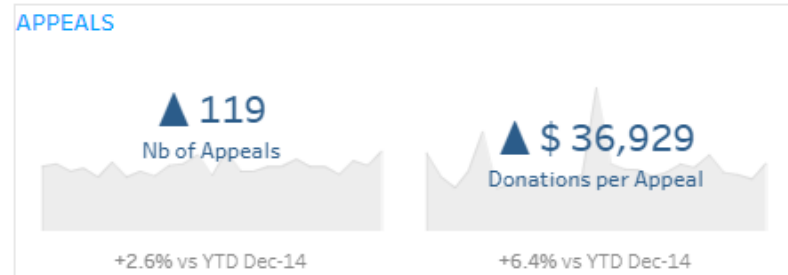 APPEALS
▲ 119
Nb of Appeals
+2.6% vs YTD Dec-14
▲ $ 36,929
Donations per Appeal
+6.4% vs YTD Dec-14